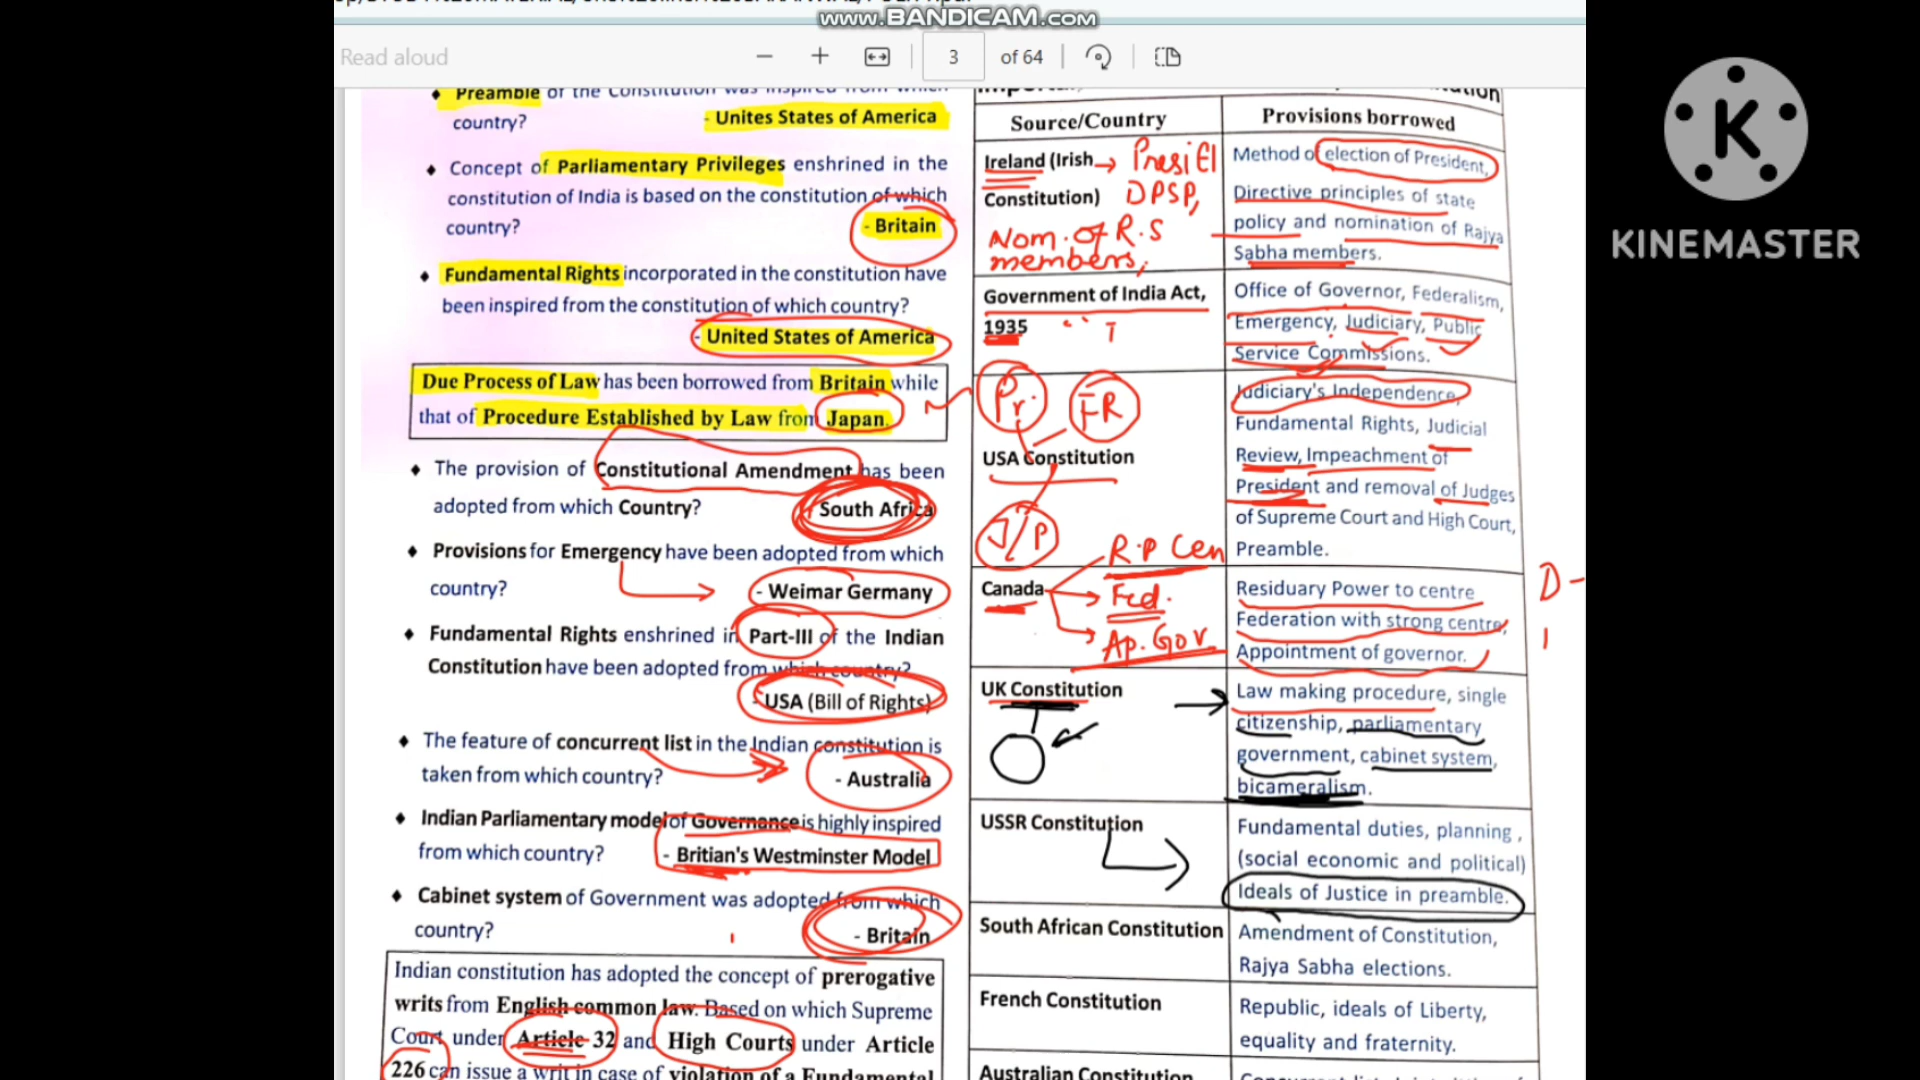 www.BANDICAM.com
Read aloud
3
of 64
Preamble of the Constitution was inspired from which
country?
- Unites States of America
Concept of Parliamentary Privileges enshrined in the
constitution of India is based on the constitution of which
country?
- Britain
Fundamental Rights incorporated in the constitution have
been inspired from the constitution of which country?
- United States of America
Due Process of Law has been borrowed from Britain while
that of Procedure Established by Law from Japan.
The provision of Constitutional Amendment has been
adopted from which Country?
- South Africa
Provisions for Emergency have been adopted from which
country?
- Weimar Germany
Fundamental Rights enshrined in Part-III of the Indian
Constitution have been adopted from which country?
- USA (Bill of Rights)
The feature of concurrent list in the Indian constitution is
taken from which country?
- Australia
Indian Parliamentary model of Governance is highly inspired
from which country?
- Britian's Westminster Model
Cabinet system of Government was adopted from which
country?
- Britain
Indian constitution has adopted the concept of prerogative
writs from English common law. Based on which Supreme
Court under Article 32 and High Courts under Article
226 can issue a writ in case of violation of a Fundamental
Source/Country
Provisions borrowed
Ireland (Irish
Constitution)
Presi El
DPSP,
Nom. of R.S
members,
Method of election of President,
Directive principles of state
policy and nomination of Rajya
Sabha members.
Government of India Act,
1935
Office of Governor, Federalism,
Emergency, Judiciary, Public
Service Commissions.
Pr.
FR
USA Constitution
J/P
Judiciary's Independence,
Fundamental Rights, Judicial
Review, Impeachment of
President and removal of Judges
of Supreme Court and High Court,
Preamble.
Canada
R.P Cen
Fed.
Ap. Gov
Residuary Power to centre
Federation with strong centre,
Appointment of governor.
D-
UK Constitution
Law making procedure, single
citizenship, parliamentary
government, cabinet system,
bicameralism.
USSR Constitution
Fundamental duties, planning ,
(social economic and political)
Ideals of Justice in preamble.
South African Constitution
Amendment of Constitution,
Rajya Sabha elections.
French Constitution
Republic, ideals of Liberty,
equality and fraternity.
Australian Constitution
K
KINEMASTER